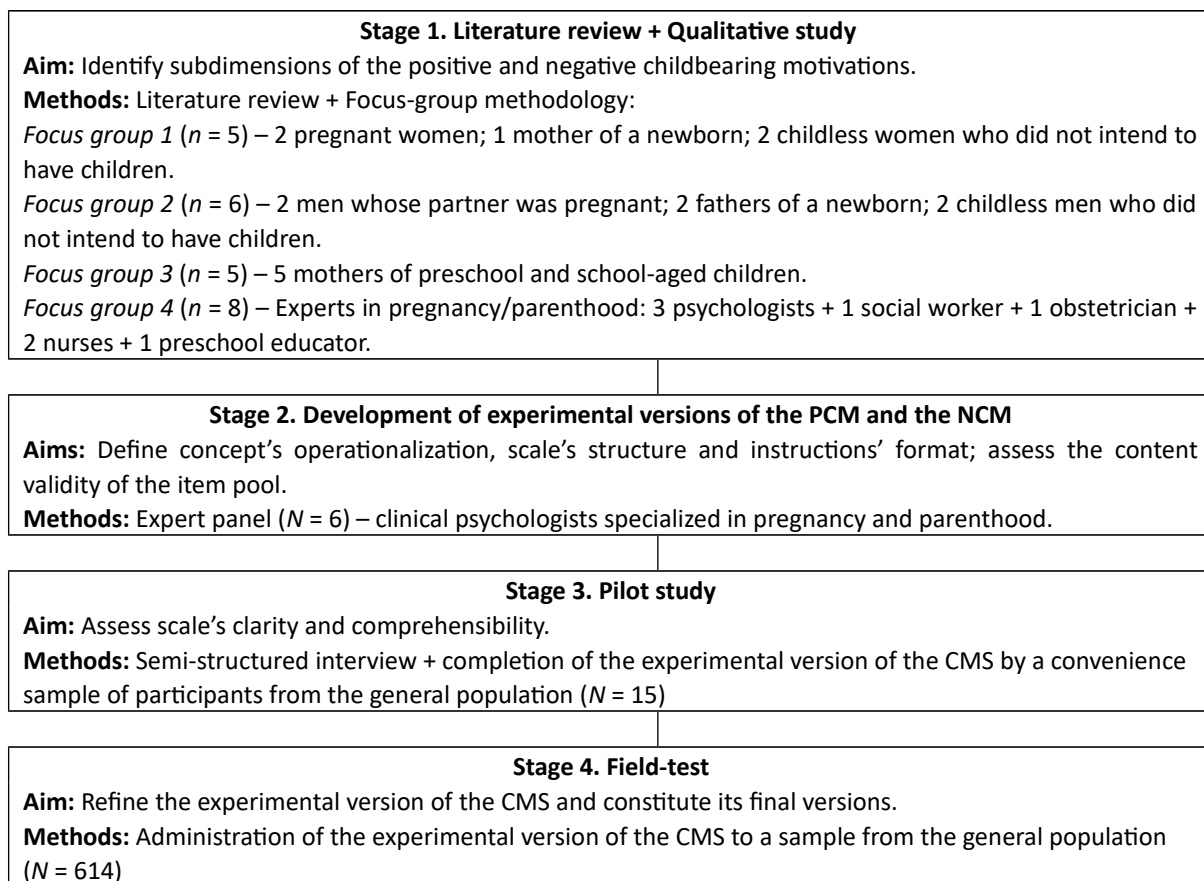 Stage 1. Literature review + Qualitative study
Aim: Identify subdimensions of the positive and negative childbearing motivations.
Methods: Literature review + Focus-group methodology:
Focus group 1 (n = 5) – 2 pregnant women; 1 mother of a newborn; 2 childless women who did not intend to
have children.
Focus group 2 (n = 6) – 2 men whose partner was pregnant; 2 fathers of a newborn; 2 childless men who did
not intend to have children.
Focus group 3 (n = 5) – 5 mothers of preschool and school-aged children.
Focus group 4 (n = 8) – Experts in pregnancy/parenthood: 3 psychologists + 1 social worker + 1 obstetrician +
2 nurses + 1 preschool educator.
Stage 2. Development of experimental versions of the PCM and the NCM
Aims: Define concept's operationalization, scale's structure and instructions' format; assess the content
validity of the item pool.
Methods: Expert panel (N = 6) – clinical psychologists specialized in pregnancy and parenthood.
Stage 3. Pilot study
Aim: Assess scale's clarity and comprehensibility.
Methods: Semi-structured interview + completion of the experimental version of the CMS by a convenience
sample of participants from the general population (N = 15)
Stage 4. Field-test
Aim: Refine the experimental version of the CMS and constitute its final versions.
Methods: Administration of the experimental version of the CMS to a sample from the general population
(N = 614)